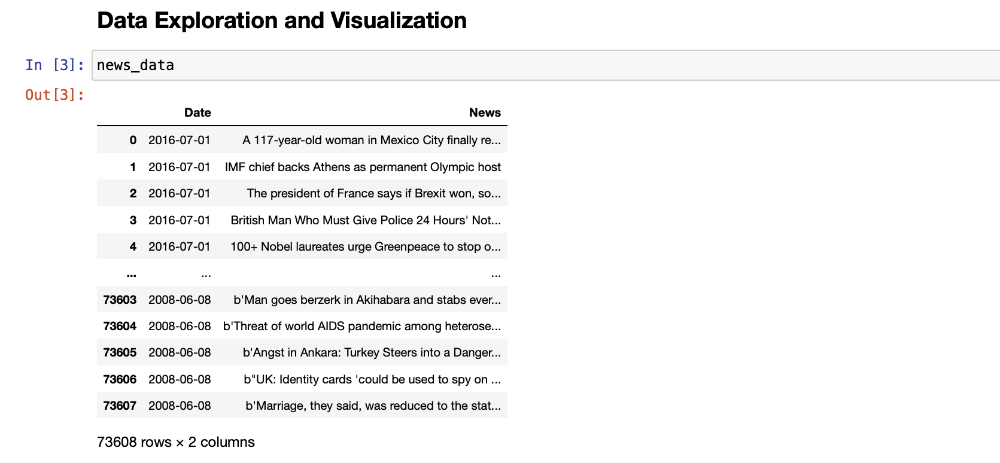 Data Exploration and Visualization
In [3]: news_data
Out[3]:
Date News
0 2016-07-01 A 117-year-old woman in Mexico City finally re...
1 2016-07-01 IMF chief backs Athens as permanent Olympic host
2 2016-07-01 The president of France says if Brexit won, so...
3 2016-07-01 British Man Who Must Give Police 24 Hours' Not...
4 2016-07-01 100+ Nobel laureates urge Greenpeace to stop o...
... ... ...
73603 2008-06-08 b'Man goes berzerk in Akihabara and stabs ever...
73604 2008-06-08 b'Threat of world AIDS pandemic among heterose...
73605 2008-06-08 b'Angst in Ankara: Turkey Steers into a Danger...
73606 2008-06-08 b"UK: Identity cards 'could be used to spy on ...
73607 2008-06-08 b'Marriage, they said, was reduced to the stat...
73608 rows × 2 columns